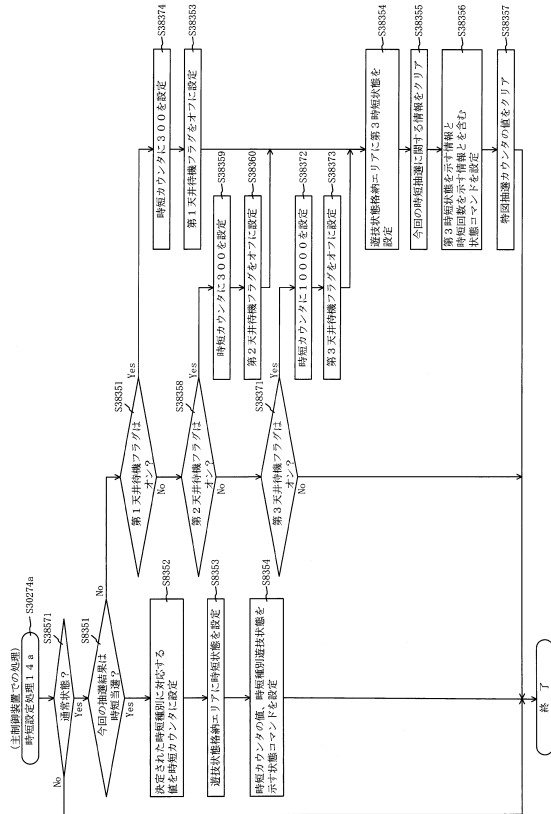 (主制御装置での処理)
時短設定処理14a
S30274a
通常状態?
S38571
No
Yes
今回の抽選結果は
時短当選?
S8351
No
Yes
決定された時短種別に対応する
値を時短カウンタに設定
S8352
遊技状態格納エリアに時短状態を設定
S8353
時短カウンタの値、時短種別遊技状態を
示す状態コマンドを設定
S8354
第1天井待機フラグは
オン?
S38351
Yes
No
第2天井待機フラグは
オン?
S38358
Yes
No
第3天井待機フラグは
オン?
S38371
Yes
No
時短カウンタに300を設定
S38374
第1天井待機フラグをオフに設定
S38353
時短カウンタに300を設定
S38359
第2天井待機フラグをオフに設定
S38360
時短カウンタに10000を設定
S38372
第3天井待機フラグをオフに設定
S38373
遊技状態格納エリアに第3時短状態を
設定
S38354
今回の時短抽選に関する情報をクリア
S38355
第3時短状態を示す情報と
時短回数を示す情報とを含む
状態コマンドを設定
S38356
特図抽選カウンタの値をクリア
S38357
終了